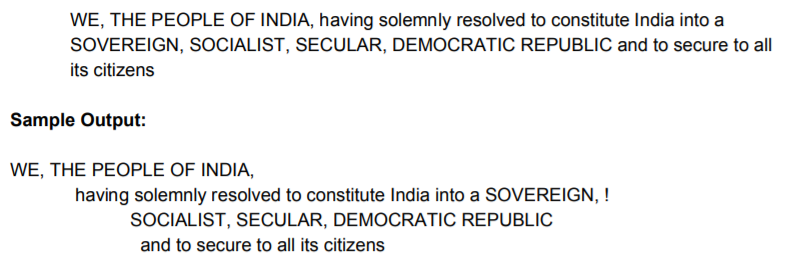 WE, THE PEOPLE OF INDIA, having solemnly resolved to constitute India into a
SOVEREIGN, SOCIALIST, SECULAR, DEMOCRATIC REPUBLIC and to secure to all
its citizens
Sample Output:
WE, THE PEOPLE OF INDIA,
having solemnly resolved to constitute India into a SOVEREIGN, !
SOCIALIST, SECULAR, DEMOCRATIC REPUBLIC
and to secure to all its citizens